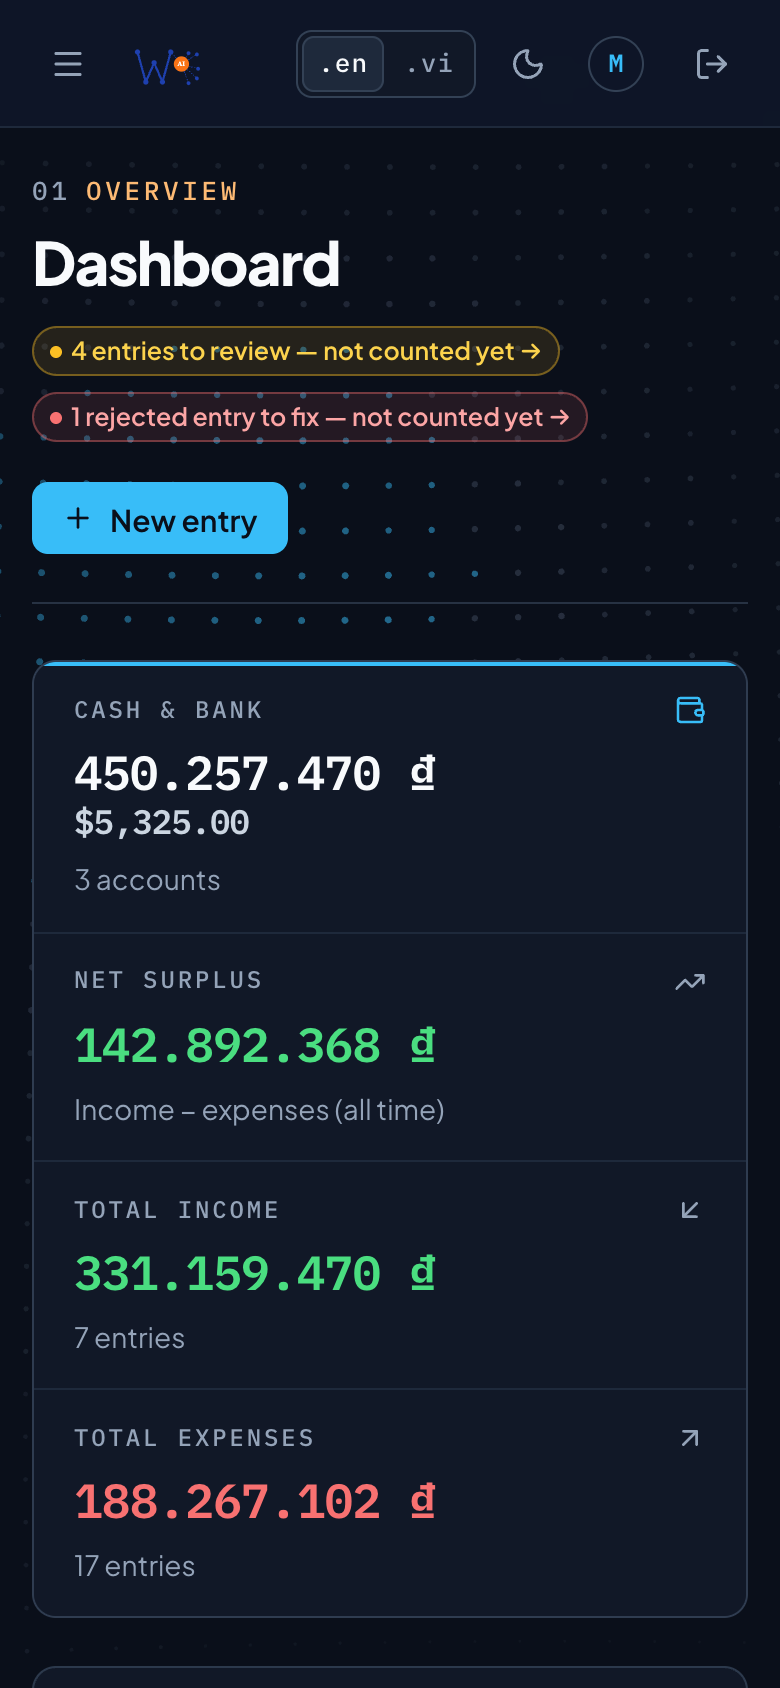 W AI
.en .vi M
01 OVERVIEW
Dashboard
4 entries to review — not counted yet →
1 rejected entry to fix — not counted yet →
+ New entry
CASH & BANK
450.257.470 ₫
$5,325.00
3 accounts
NET SURPLUS
142.892.368 ₫
Income – expenses (all time)
TOTAL INCOME
331.159.470 ₫
7 entries
TOTAL EXPENSES
188.267.102 ₫
17 entries